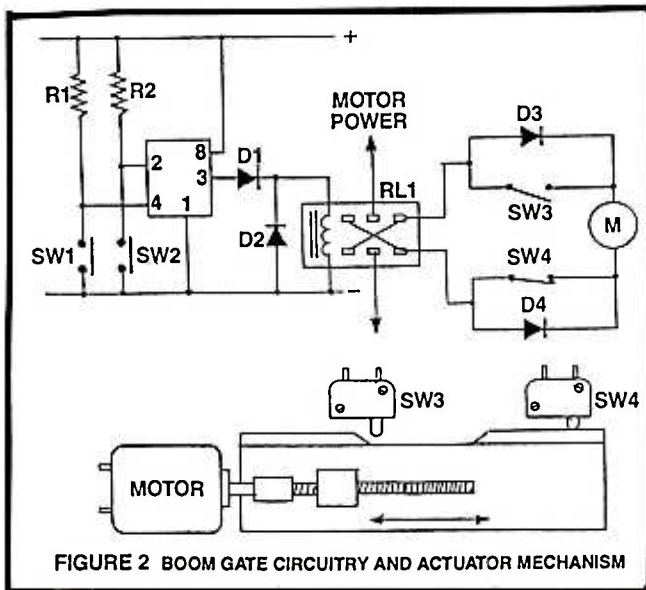 +
R1
R2
MOTOR
POWER
D3
8
2
D1
3
RL1
4
1
SW3
M
SW1
SW2
D2
SW4
-
D4
SW3
SW4
MOTOR
FIGURE 2 BOOM GATE CIRCUITRY AND ACTUATOR MECHANISM